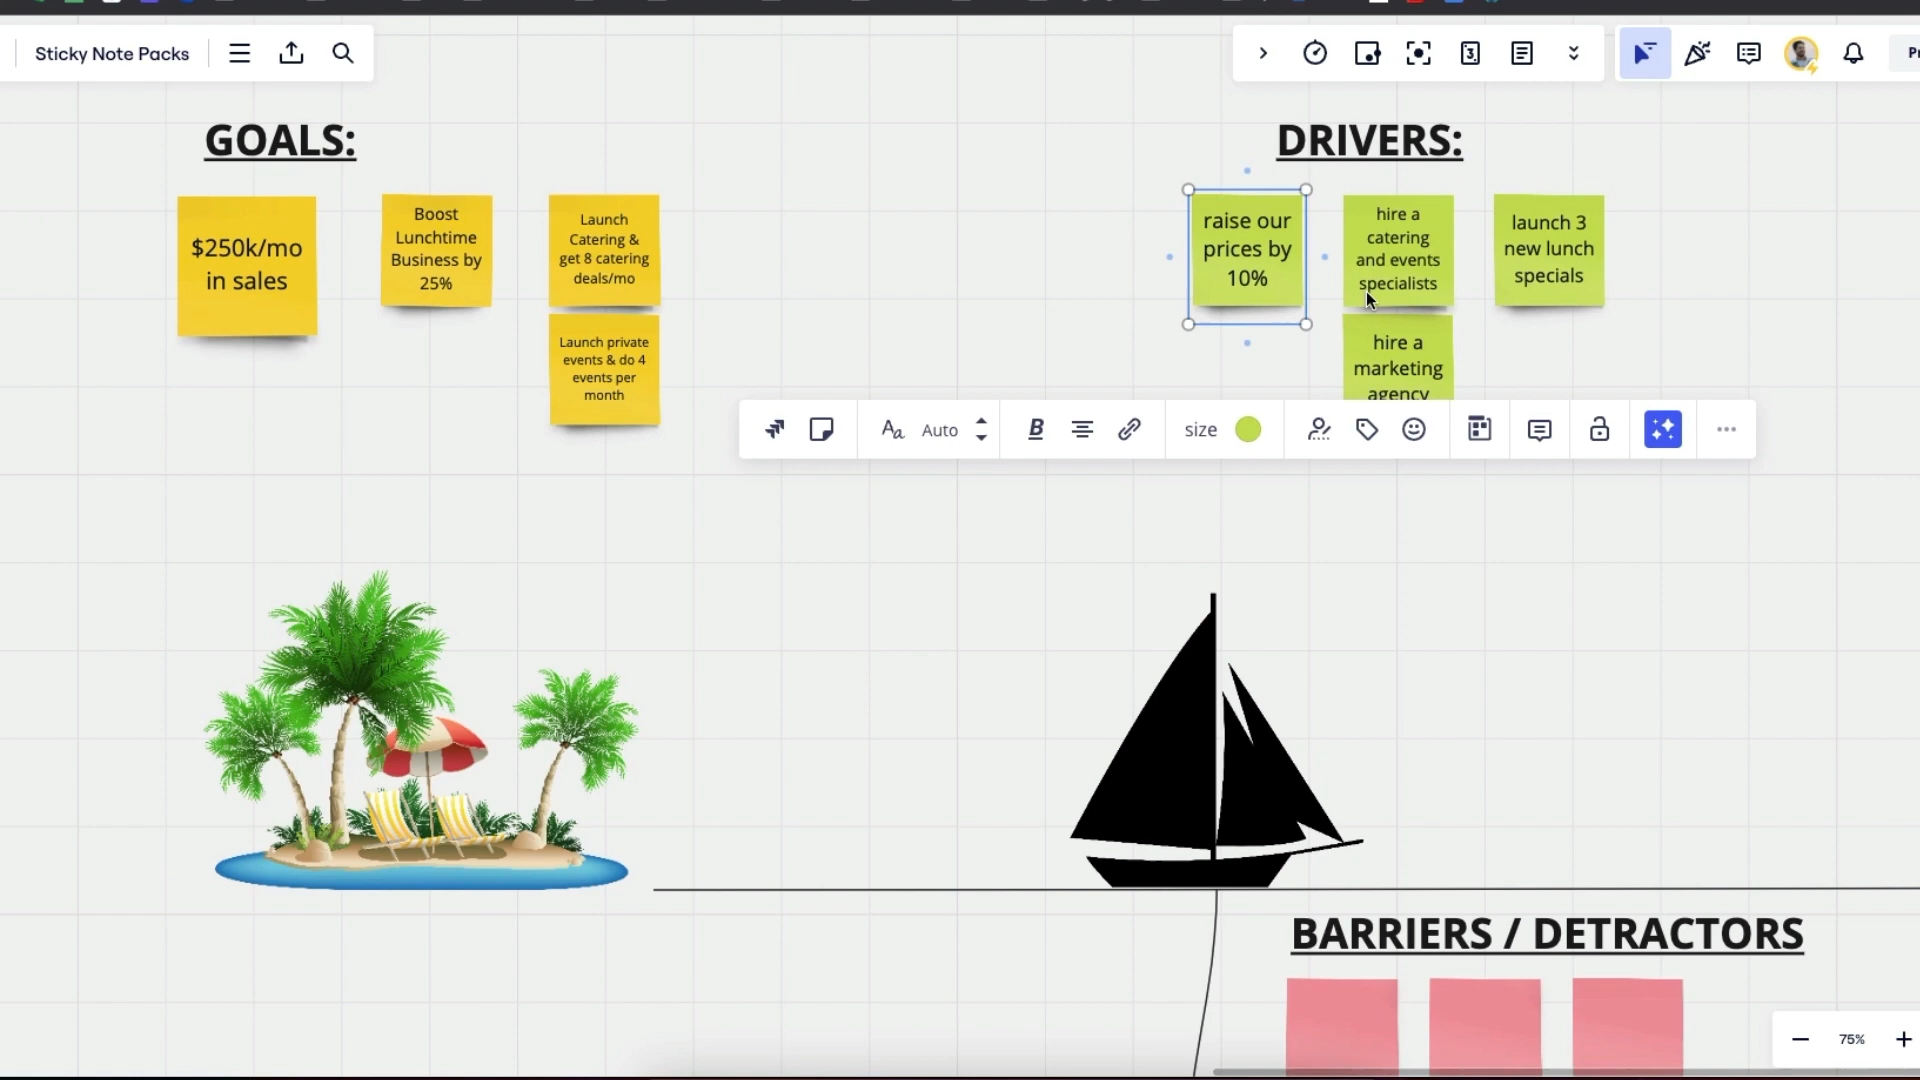 Sticky Note Packs
GOALS:
DRIVERS:
$250k/mo
in sales
Boost
Lunchtime
Business by
25%
Launch
Catering &
get 8 catering
deals/mo
Launch private
events & do 4
events per
month
raise our
prices by
10%
hire a
catering
and events
specialists
launch 3
new lunch
specials
hire a
marketing
agency
Auto
size
BARRIERS / DETRACTORS
75%